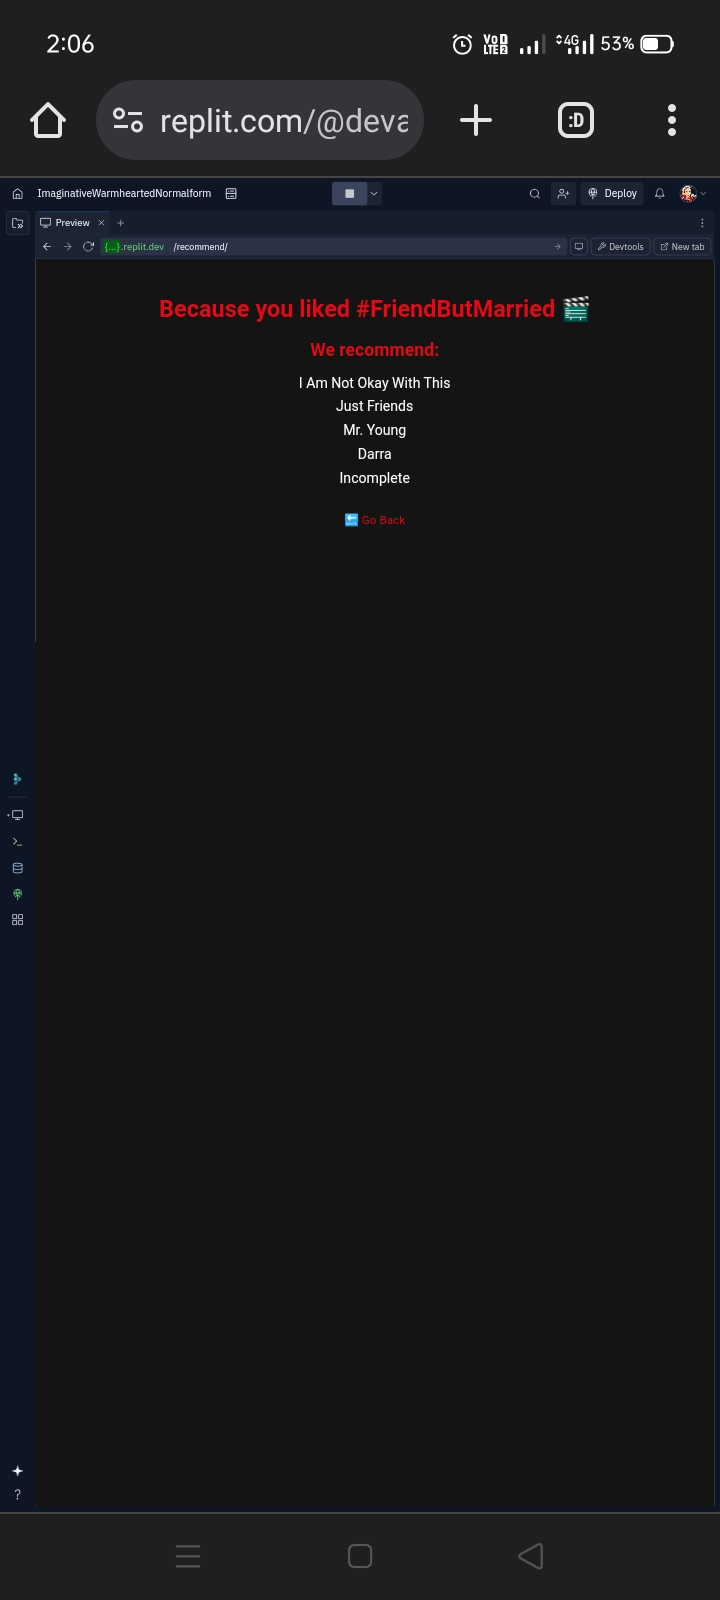 2:06
VoD LTE2 4G 53%
replit.com/@deva
:D
ImaginativeWarmheartedNormalform
Deploy
Preview
{...}.replit.dev /recommend/
Devtools
New tab
Because you liked #FriendButMarried
We recommend:
I Am Not Okay With This
Just Friends
Mr. Young
Darra
Incomplete
Go Back
?